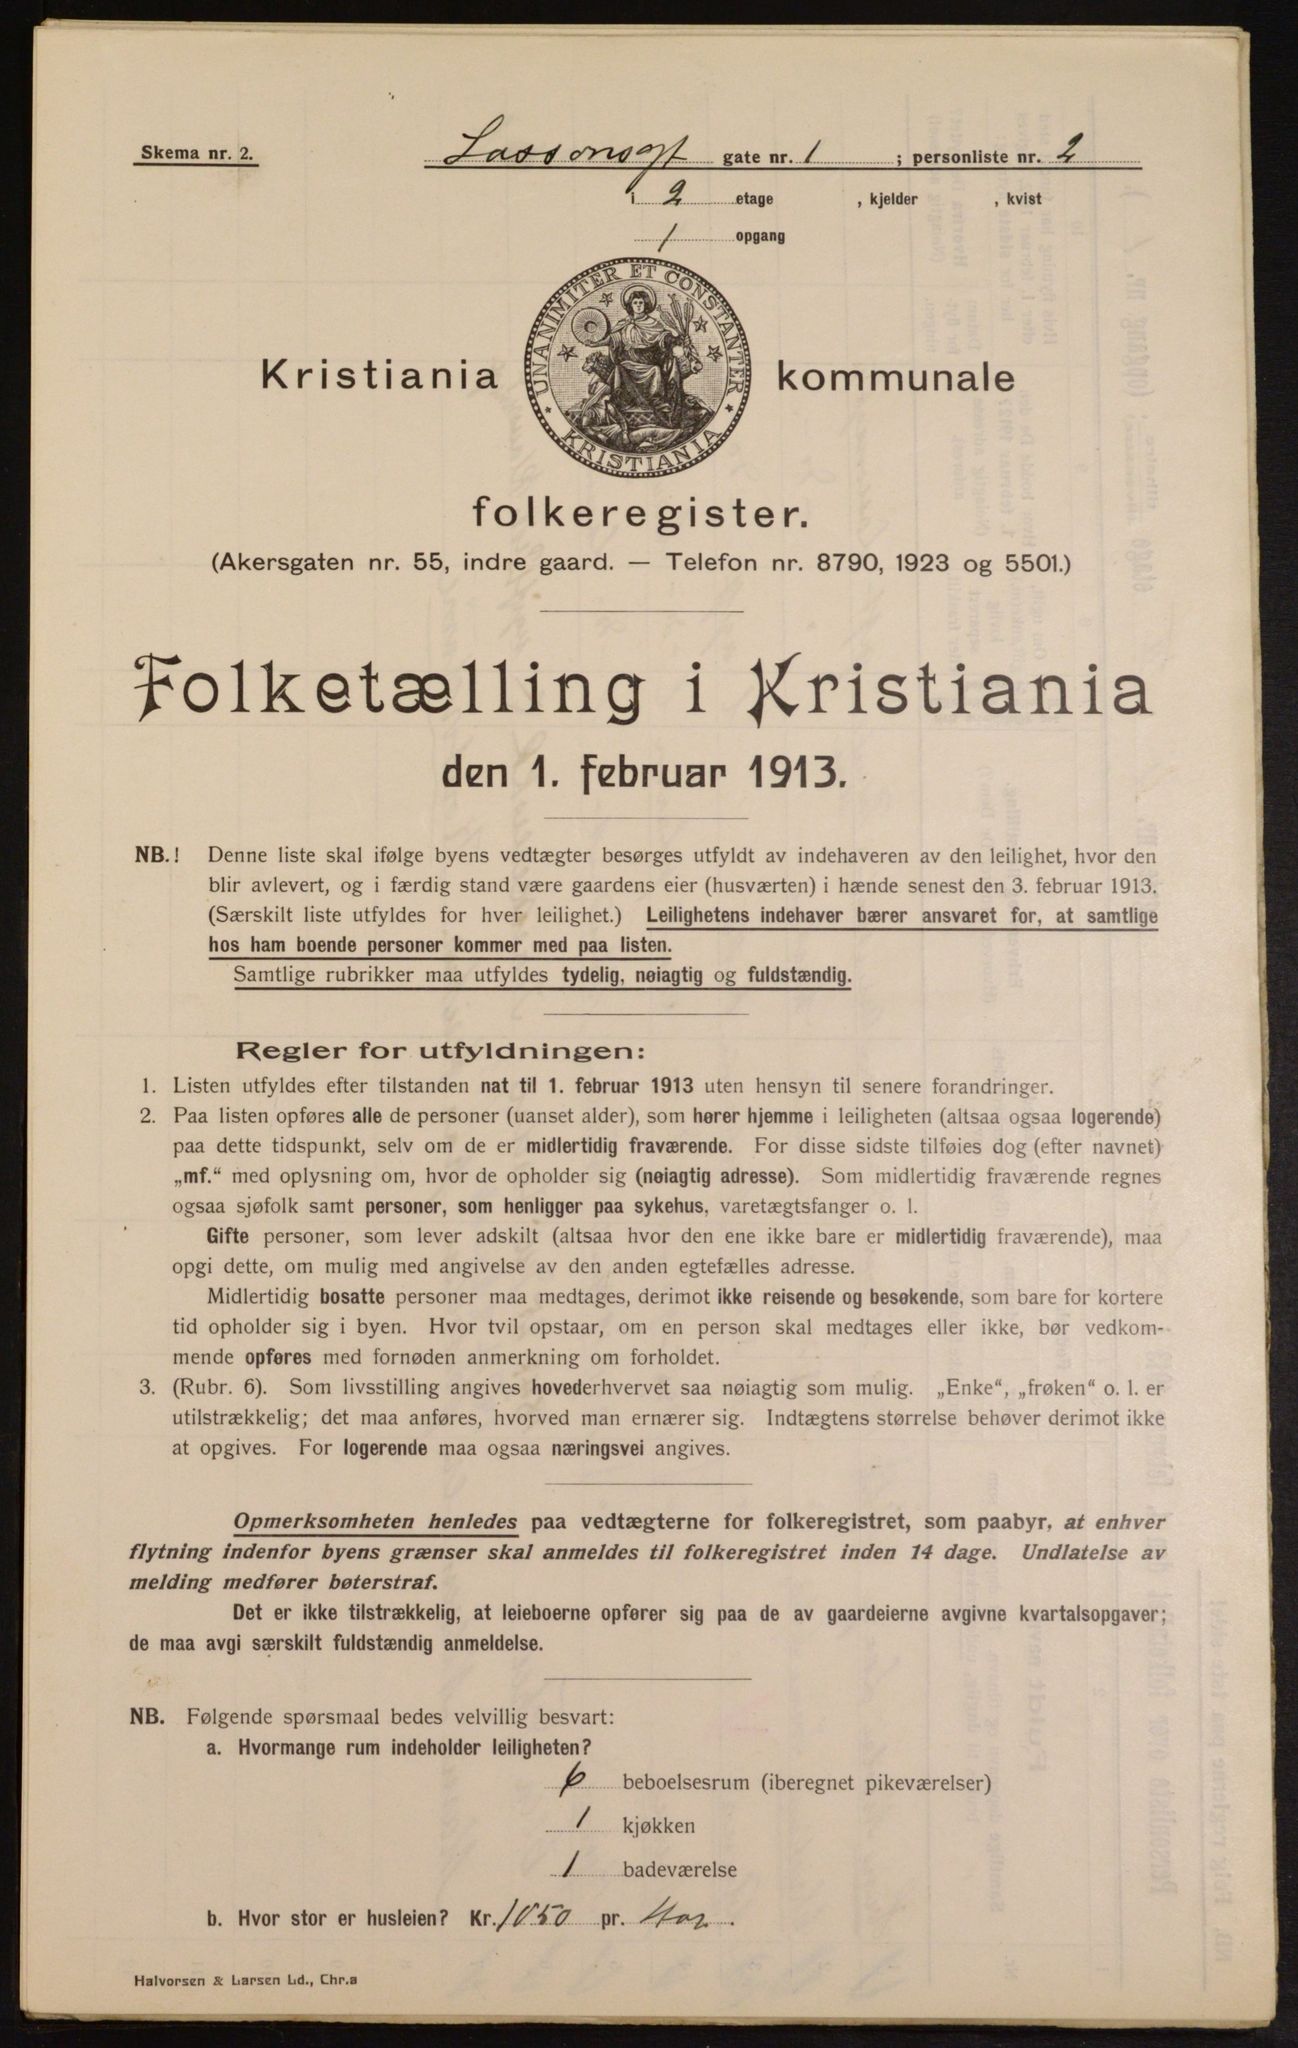 Skema nr. 2.
Lassonsgt gate nr. 1 ; personliste nr. 2
i 2 etage , kjelder , kvist
1 opgang
UNANIMITER ET CONSTANTER
KRISTIANIA
Kristiania kommunale
folkeregister.
(Akersgaten nr. 55, indre gaard. — Telefon nr. 8790, 1923 og 5501.)
Folketælling i Kristiania
den 1. februar 1913.
NB.! Denne liste skal ifølge byens vedtægter besørges utfyldt av indehaveren av den leilighet, hvor den
blir avlevert, og i færdig stand være gaardens eier (husværten) i hænde senest den 3. februar 1913.
(Særskilt liste utfyldes for hver leilighet.) Leilighetens indehaver bærer ansvaret for, at samtlige
hos ham boende personer kommer med paa listen.
Samtlige rubrikker maa utfyldes tydelig, nøiagtig og fuldstændig.
Regler for utfyldningen:
1. Listen utfyldes efter tilstanden nat til 1. februar 1913 uten hensyn til senere forandringer.
2. Paa listen opføres alle de personer (uanset alder), som hører hjemme i leiligheten (altsaa ogsaa logerende)
paa dette tidspunkt, selv om de er midlertidig fraværende. For disse sidste tilføies dog (efter navnet)
„mf.“ med oplysning om, hvor de opholder sig (nøiagtig adresse). Som midlertidig fraværende regnes
ogsaa sjøfolk samt personer, som henligger paa sykehus, varetægtsfanger o. l.
Gifte personer, som lever adskilt (altsaa hvor den ene ikke bare er midlertidig fraværende), maa
opgi dette, om mulig med angivelse av den anden egtefælles adresse.
Midlertidig bosatte personer maa medtages, derimot ikke reisende og besøkende, som bare for kortere
tid opholder sig i byen. Hvor tvil opstaar, om en person skal medtages eller ikke, bør vedkom-
mende opføres med fornøden anmerkning om forholdet.
3. (Rubr. 6). Som livsstilling angives hovederhvervet saa nøiagtig som mulig. „Enke“, „frøken“ o. l. er
utilstrækkelig; det maa anføres, hvorved man ernærer sig. Indtægtens størrelse behøver derimot ikke
at opgives. For logerende maa ogsaa næringsvei angives.
Opmerksomheten henledes paa vedtægterne for folkeregistret, som paabyr, at enhver
flytning indenfor byens grænser skal anmeldes til folkeregistret inden 14 dage. Undlatelse av
melding medfører bøterstraf.
Det er ikke tilstrækkelig, at leieboerne opfører sig paa de av gaardeierne avgivne kvartalsopgaver;
de maa avgi særskilt fuldstændig anmeldelse.
NB. Følgende spørsmaal bedes velvillig besvart:
a. Hvormange rum indeholder leiligheten?
6 beboelsesrum (iberegnet pikeværelser)
1 kjøkken
1 badeværelse
b. Hvor stor er husleien? Kr. 1050 pr. Aar.
Halvorsen & Larsen Ld., Chr.a